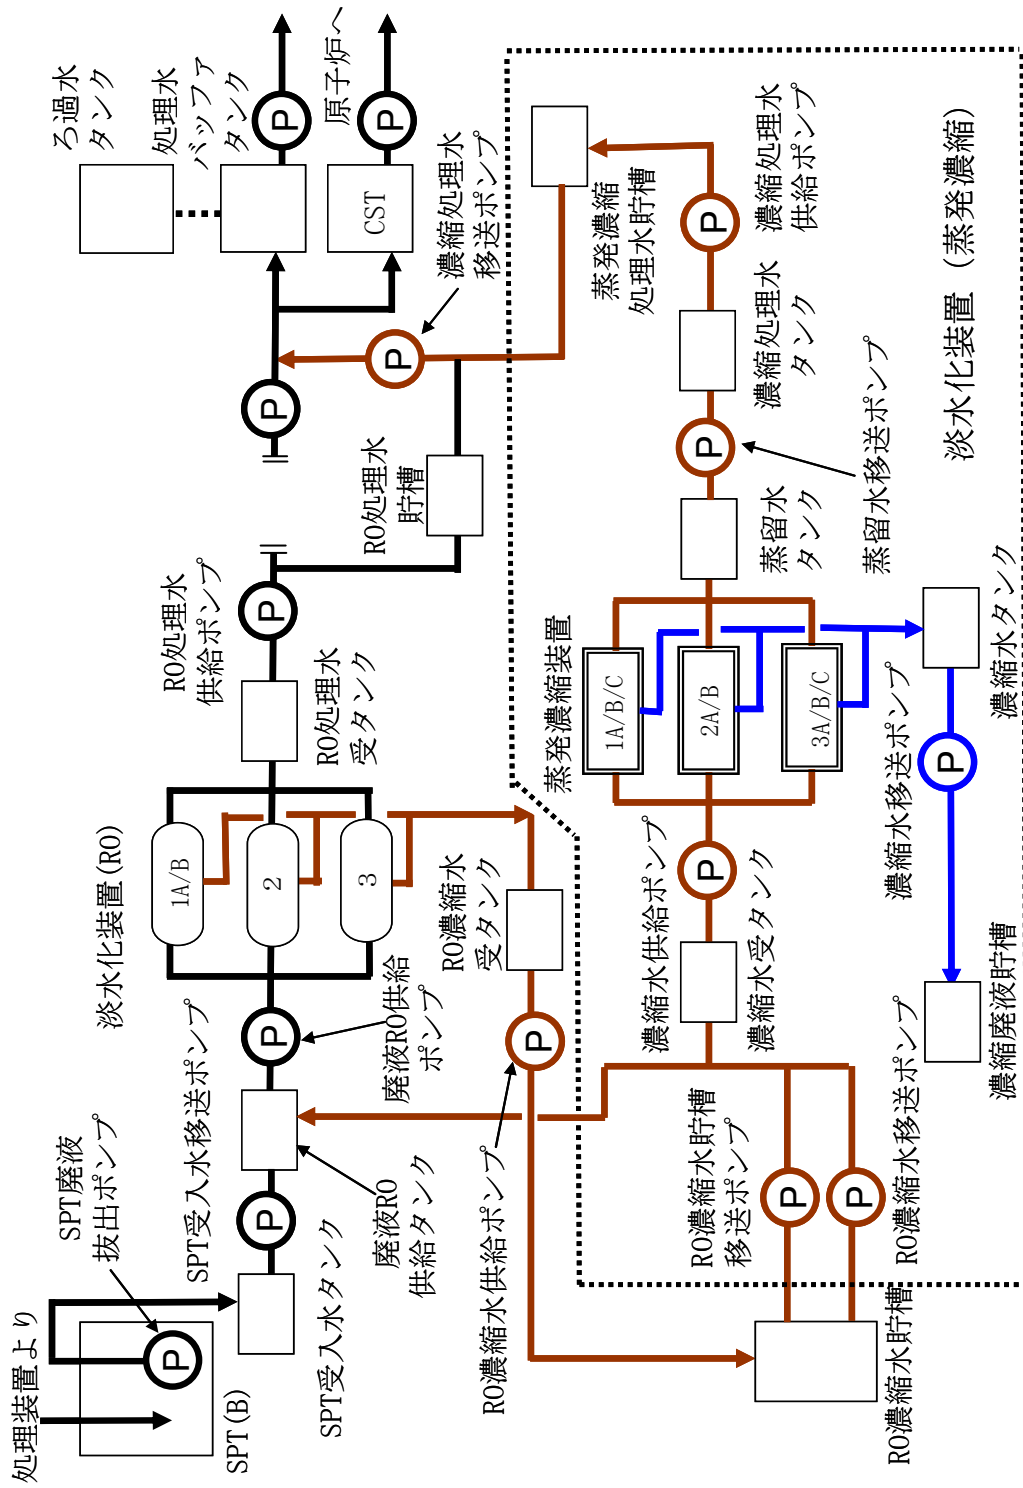 処理装置より
SPT(B)
SPT廃液
抜出ポンプ
P
SPT受入水タンク
P
SPT受入水移送ポンプ
廃液RO
供給タンク
P
廃液RO供給
ポンプ
淡水化装置(RO)
1A/B
2
3
RO処理水
受タンク
P
RO処理水
供給ポンプ
RO処理水
貯槽
P
濃縮処理水
移送ポンプ
P
ろ過水
タンク
処理水
バッファ
タンク
P
CST
P
原子炉へ
RO濃縮水
受タンク
P
RO濃縮水供給ポンプ
RO濃縮水貯槽
RO濃縮水貯槽
移送ポンプ
P
P
RO濃縮水移送ポンプ
濃縮水受タンク
P
濃縮水供給ポンプ
蒸発濃縮装置
1A/B/C
2A/B
3A/B/C
蒸留水
タンク
P
蒸留水移送ポンプ
濃縮処理水
タンク
P
濃縮処理水
供給ポンプ
蒸発濃縮
処理水貯槽
濃縮水タンク
P
濃縮水移送ポンプ
濃縮廃液貯槽
淡水化装置(蒸発濃縮)